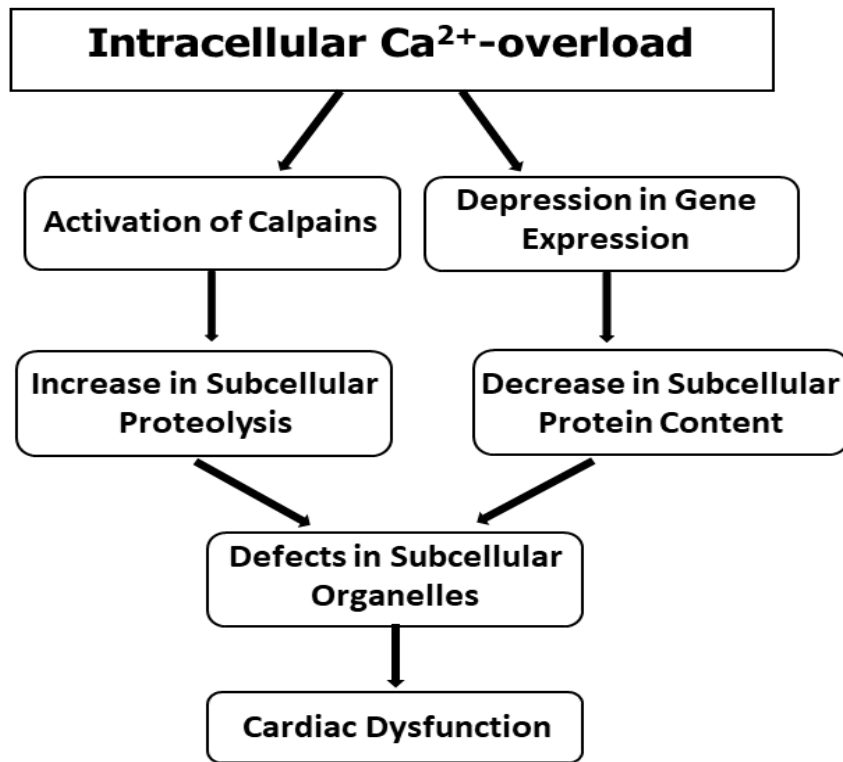 Intracellular Ca²⁺-overload
Activation of Calpains
Depression in Gene
Expression
Increase in Subcellular
Proteolysis
Decrease in Subcellular
Protein Content
Defects in Subcellular
Organelles
Cardiac Dysfunction